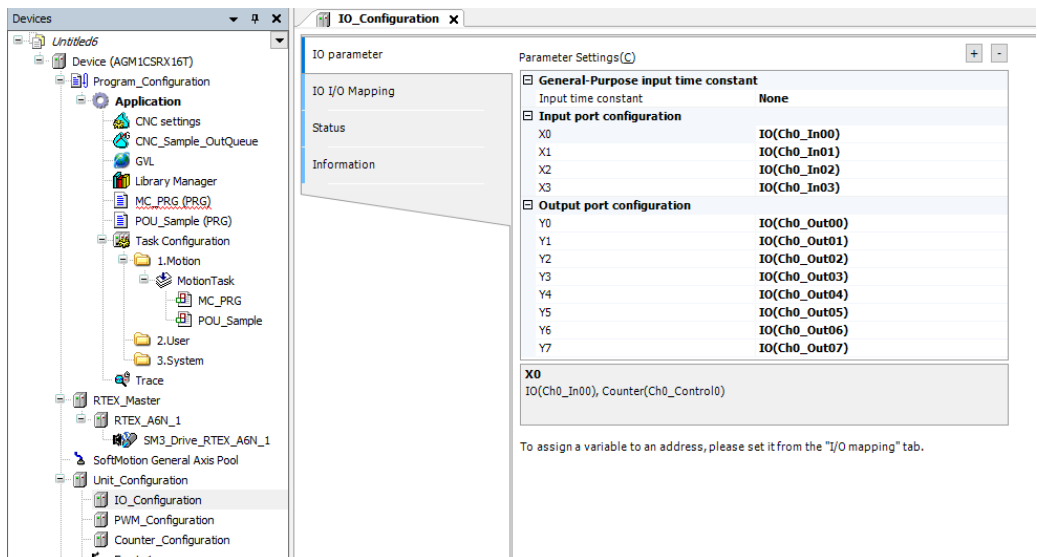 Devices
Untitled6
Device (AGM1CSRX16T)
Program_Configuration
Application
CNC settings
CNC_Sample_OutQueue
GVL
Library Manager
MC_PRG (PRG)
POU_Sample (PRG)
Task Configuration
1.Motion
MotionTask
MC_PRG
POU_Sample
2.User
3.System
Trace
RTEX_Master
RTEX_A6N_1
SM3_Drive_RTEX_A6N_1
SoftMotion General Axis Pool
Unit_Configuration
IO_Configuration
PWM_Configuration
Counter_Configuration
IO_Configuration
IO parameter
IO I/O Mapping
Status
Information
Parameter Settings(C)
+ -
General-Purpose input time constant
Input time constant None
Input port configuration
X0 IO(Ch0_In00)
X1 IO(Ch0_In01)
X2 IO(Ch0_In02)
X3 IO(Ch0_In03)
Output port configuration
Y0 IO(Ch0_Out00)
Y1 IO(Ch0_Out01)
Y2 IO(Ch0_Out02)
Y3 IO(Ch0_Out03)
Y4 IO(Ch0_Out04)
Y5 IO(Ch0_Out05)
Y6 IO(Ch0_Out06)
Y7 IO(Ch0_Out07)
X0
IO(Ch0_In00), Counter(Ch0_Control0)
To assign a variable to an address, please set it from the "I/O mapping" tab.